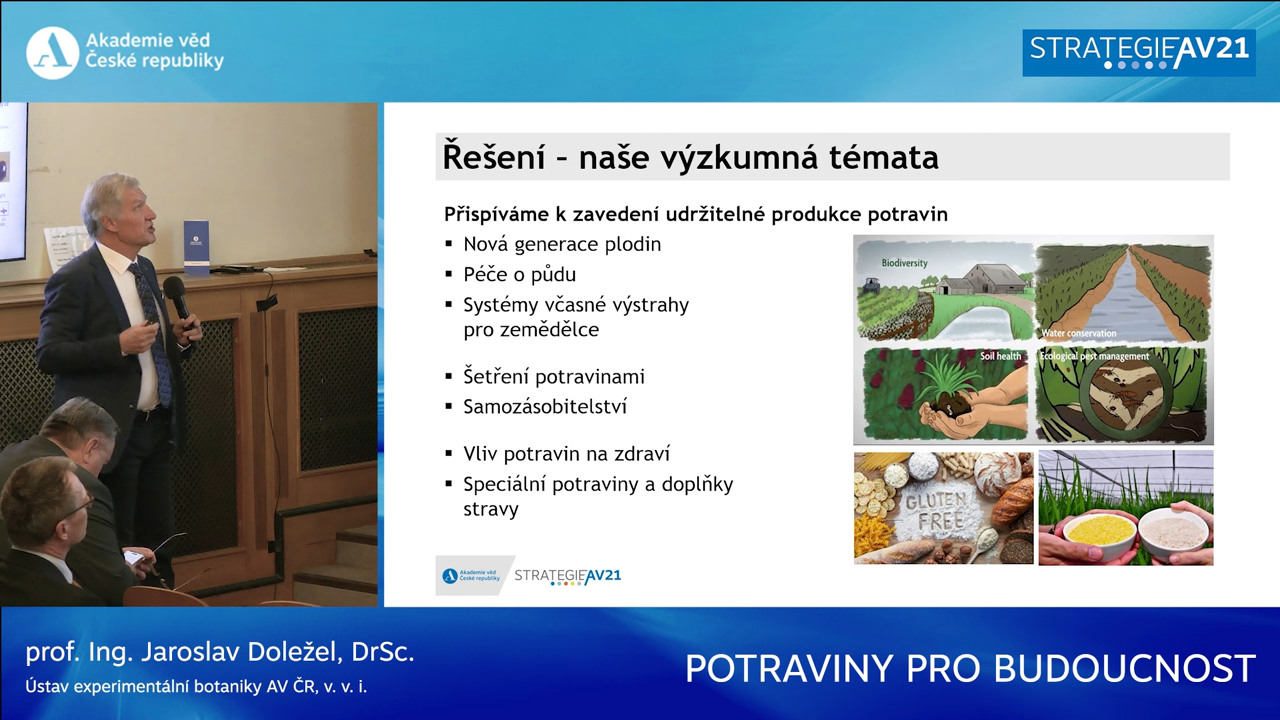 Akademie věd
České republiky
STRATEGIE AV21
Řešení – naše výzkumná témata
Přispíváme k zavedení udržitelné produkce potravin
▪ Nová generace plodin
▪ Péče o půdu
▪ Systémy včasné výstrahy
pro zemědělce
▪ Šetření potravinami
▪ Samozásobitelství
▪ Vliv potravin na zdraví
▪ Speciální potraviny a doplňky
stravy
Biodiversity
Water conservation
Soil health
Ecological pest management
GLUTEN
FREE
Akademie věd
České republiky
STRATEGIE AV21
prof. Ing. Jaroslav Doležel, DrSc.
Ústav experimentální botaniky AV ČR, v. v. i.
POTRAVINY PRO BUDOUCNOST